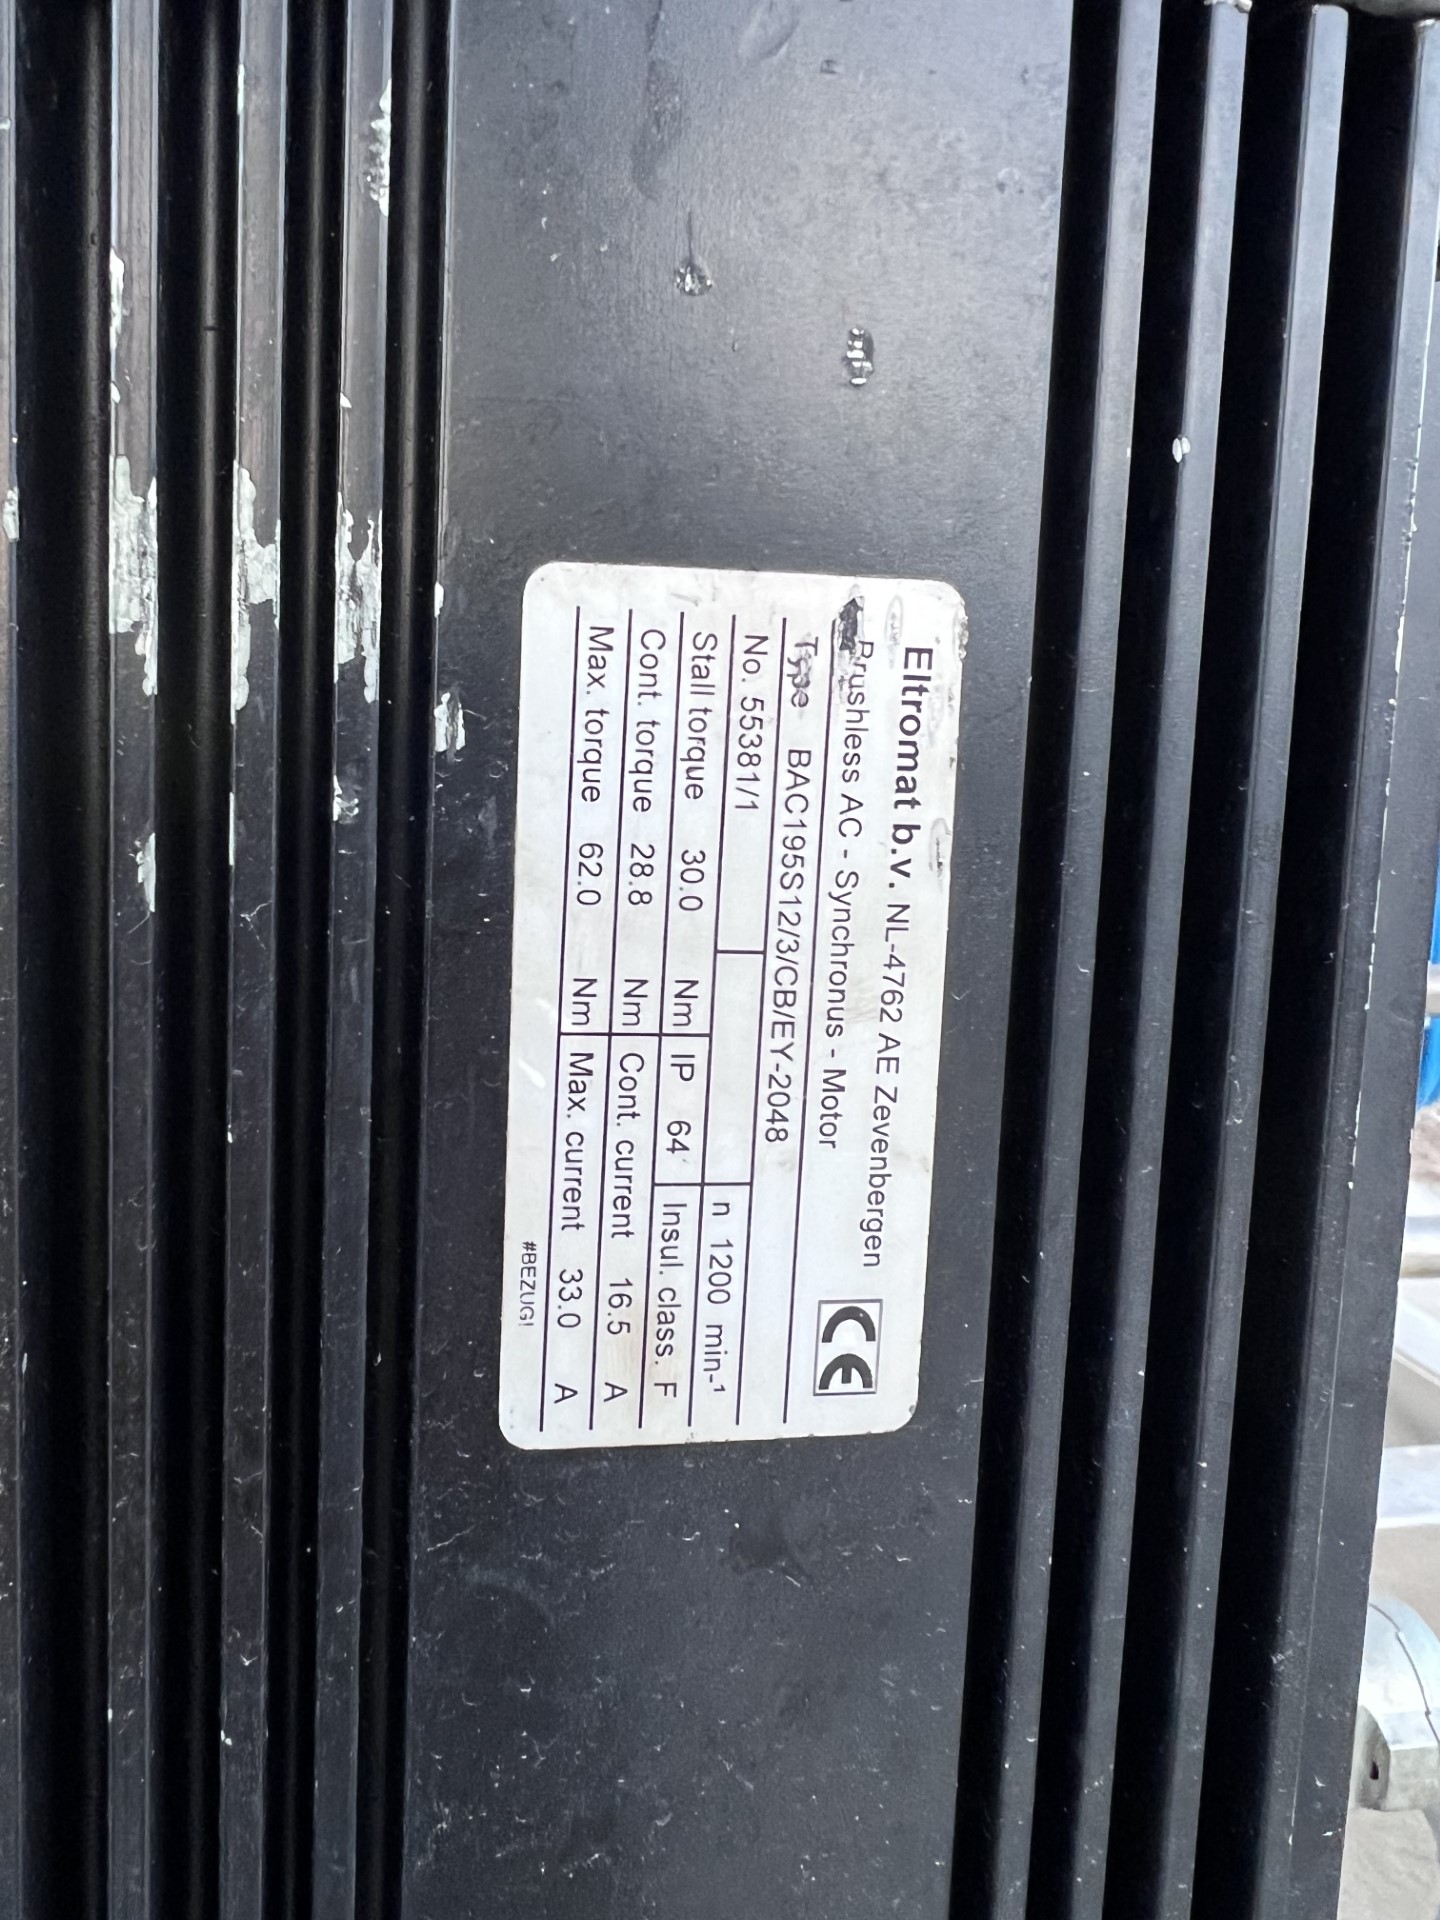 Eltromat b.v. NL-4762 AE Zevenbergen
Brushless AC - Synchronus - Motor
CE
Type BAC195S12/3/CB/EY-2048
No. 55381/1 n 1200 min-¹
Stall torque 30.0 Nm IP 64 Insul. class. F
Cont. torque 28.8 Nm Cont. current 16.5 A
Max. torque 62.0 Nm Max. current 33.0 A
#BEZUG!